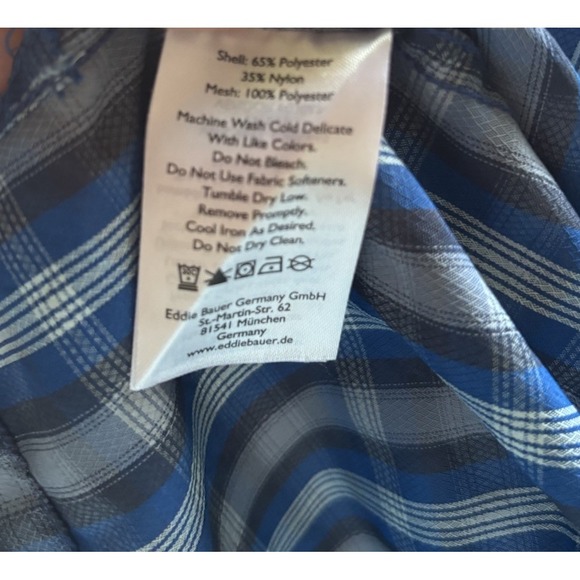 Shell: 65% Polyester
35% Nylon
Mesh: 100% Polyester
Machine Wash Cold Delicate
With Like Colors.
Do Not Bleach.
Do Not Use Fabric Softeners.
Tumble Dry Low.
Remove Promptly.
Cool Iron As Desired.
Do Not Dry Clean.
Eddie Bauer Germany GmbH
St.-Martin-Str. 62
81541 München
Germany
www.eddiebauer.de